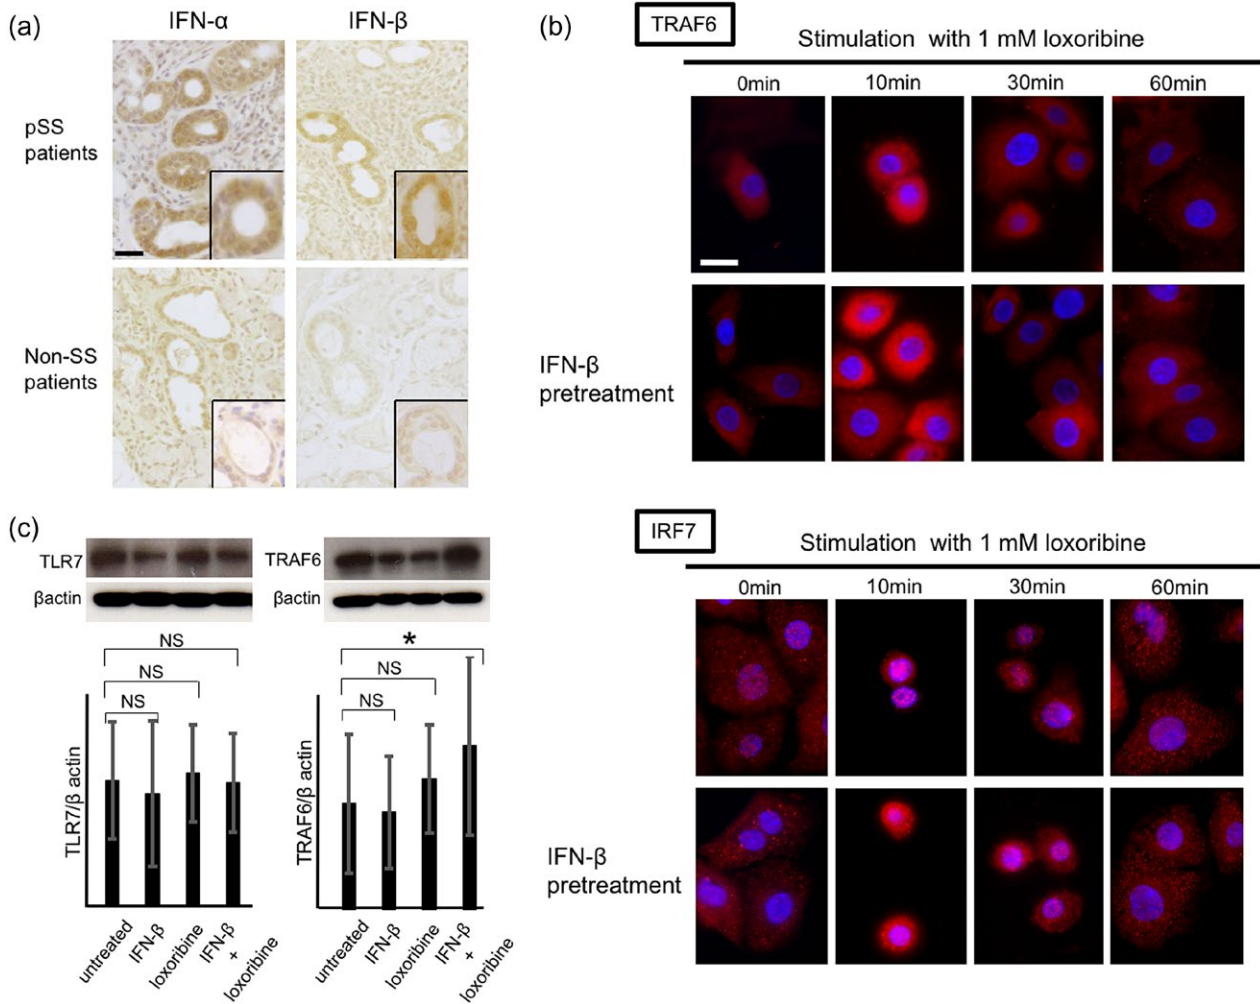 (a)
IFN-α
IFN-β
pSS
patients
Non-SS
patients
(b)
TRAF6
Stimulation with 1 mM loxoribine
0min
10min
30min
60min
IFN-β
pretreatment
IRF7
Stimulation with 1 mM loxoribine
0min
10min
30min
60min
IFN-β
pretreatment
(c)
TLR7
βactin
TRAF6
βactin
NS
NS
NS
TLR7/β actin
untreated
IFN-β
loxoribine
IFN-β
+
loxoribine
*
NS
NS
TRAF6/β actin
untreated
IFN-β
loxoribine
IFN-β
+
loxoribine